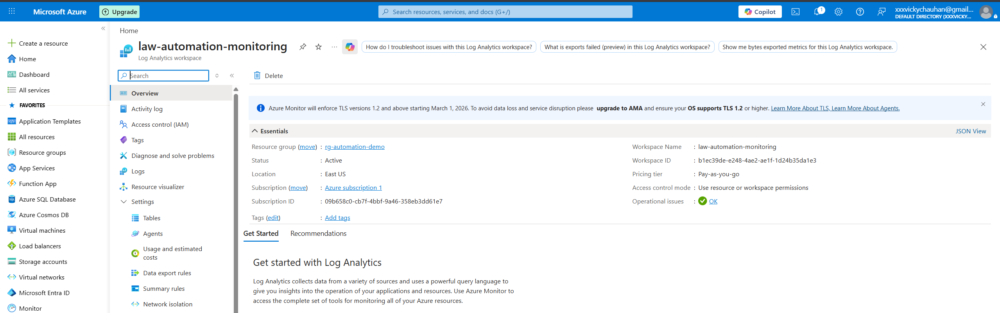 Microsoft Azure
Upgrade
Search resources, services, and docs (G+/)
Copilot
1
xxxvickychauhan@gmail...
DEFAULT DIRECTORY (XXXVICKY...
Create a resource
Home
Dashboard
All services
FAVORITES
Application Templates
All resources
Resource groups
App Services
Function App
Azure SQL Database
Azure Cosmos DB
Virtual machines
Load balancers
Storage accounts
Virtual networks
Microsoft Entra ID
Monitor
Home
law-automation-monitoring
Log Analytics workspace
How do I troubleshoot issues with this Log Analytics workspace?
What is exports failed (preview) in this Log Analytics workspace?
Show me bytes exported metrics for this Log Analytics workspace.
Search
Overview
Activity log
Access control (IAM)
Tags
Diagnose and solve problems
Logs
Resource visualizer
Settings
Tables
Agents
Usage and estimated
costs
Data export rules
Summary rules
Network isolation
Delete
Azure Monitor will enforce TLS versions 1.2 and above starting March 1, 2026. To avoid data loss and service disruption please upgrade to AMA and ensure your OS supports TLS 1.2 or higher. Learn More About TLS, Learn More About Agents.
Essentials
JSON View
Resource group (move) : rg-automation-demo
Status : Active
Location : East US
Subscription (move) : Azure subscription 1
Subscription ID : 09b658c0-cb7f-4bbf-9a46-358eb3dd61e7
Tags (edit) : Add tags
Workspace Name : law-automation-monitoring
Workspace ID : b1ec39de-e248-4ae2-ae1f-1d24b35da1e3
Pricing tier : Pay-as-you-go
Access control mode : Use resource or workspace permissions
Operational issues : OK
Get Started
Recommendations
Get started with Log Analytics
Log Analytics collects data from a variety of sources and uses a powerful query language to
give you insights into the operation of your applications and resources. Use Azure Monitor to
access the complete set of tools for monitoring all of your Azure resources.